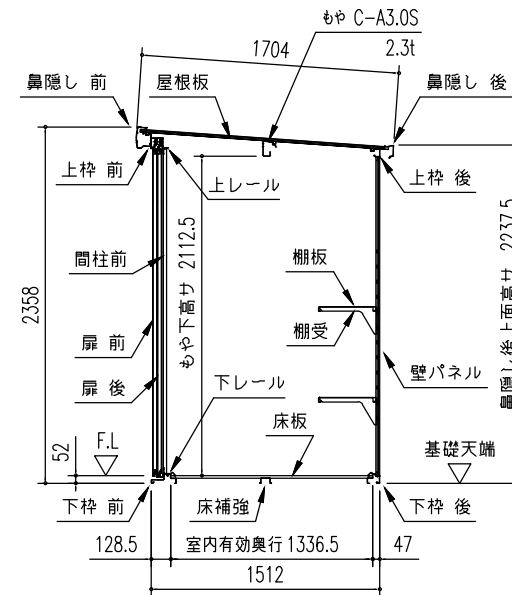 もや C-A3.0S
1704
2.3t
鼻隠し 前
屋根板
鼻隠し 後
上枠 前
上レール
上枠 後
間柱前
もや下高サ 2112.5
棚板
棚受
2358
鼻隠し後上面高サ 2237.5
扉 前
扉 後
下レール
壁パネル
床板
52
F.L
基礎天端
下枠 前
床補強
下枠 後
128.5
室内有効奥行 1336.5
47
1512